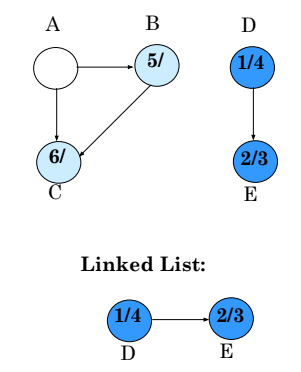 A B D
5/ 1/4
6/ 2/3
C E
Linked List:
1/4 2/3
D E